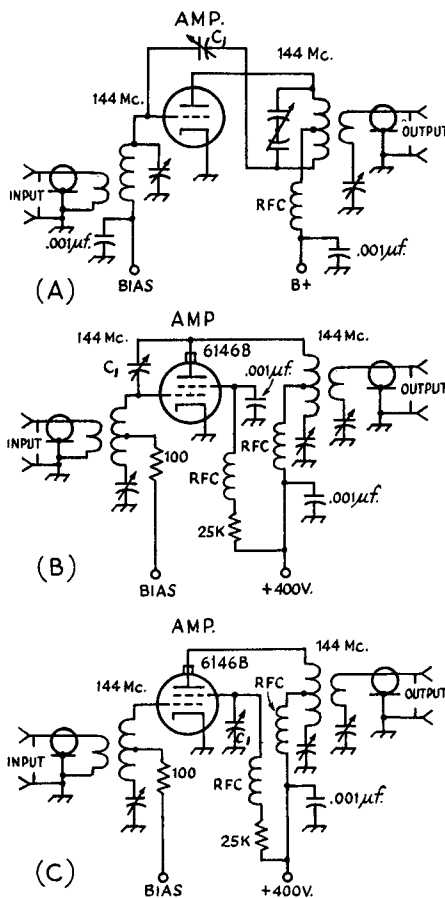 AMP.
C1
144 Mc.
144 Mc.
INPUT
OUTPUT
RFC
.001µf.
.001µf.
(A)
BIAS
B+
AMP
144 Mc.
6146B
144 Mc.
C1
.001µf.
INPUT
OUTPUT
100
RFC
RFC
.001µf.
25K
(B)
BIAS
+400V.
AMP.
6146B
144 Mc.
144 Mc.
RFC
C1
OUTPUT
INPUT
100
RFC
.001µf.
25K
(C)
BIAS
+400V.